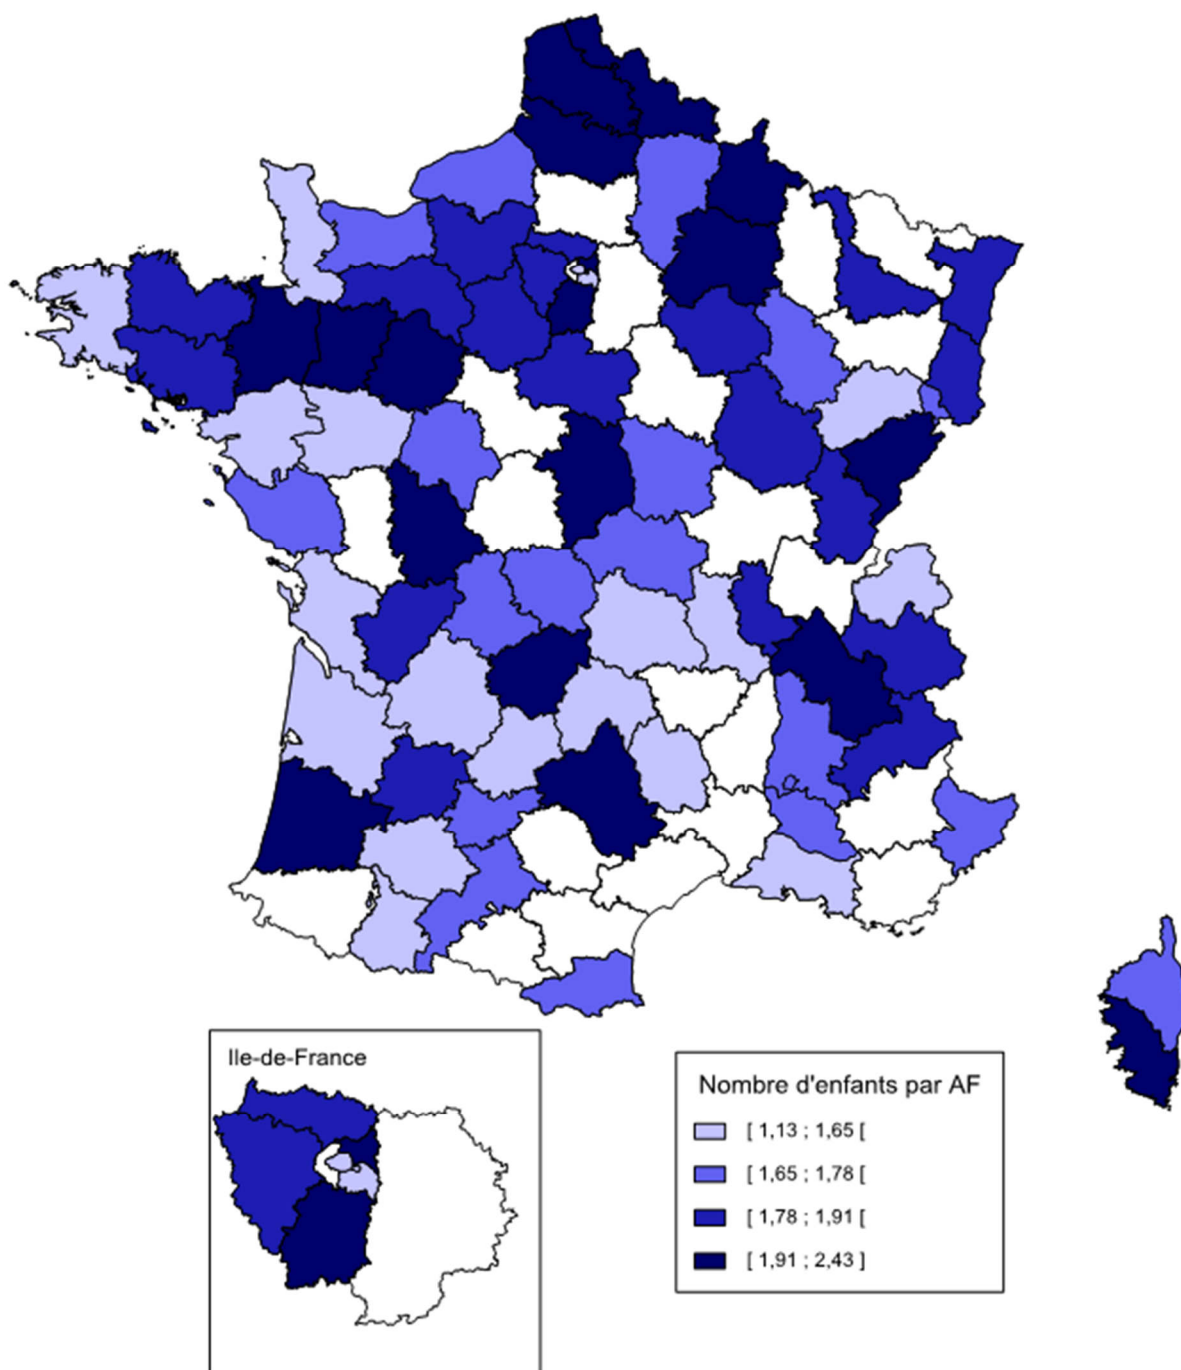 Ile-de-France
Nombre d'enfants par AF
[ 1,13 ; 1,65 [
[ 1,65 ; 1,78 [
[ 1,78 ; 1,91 [
[ 1,91 ; 2,43 ]